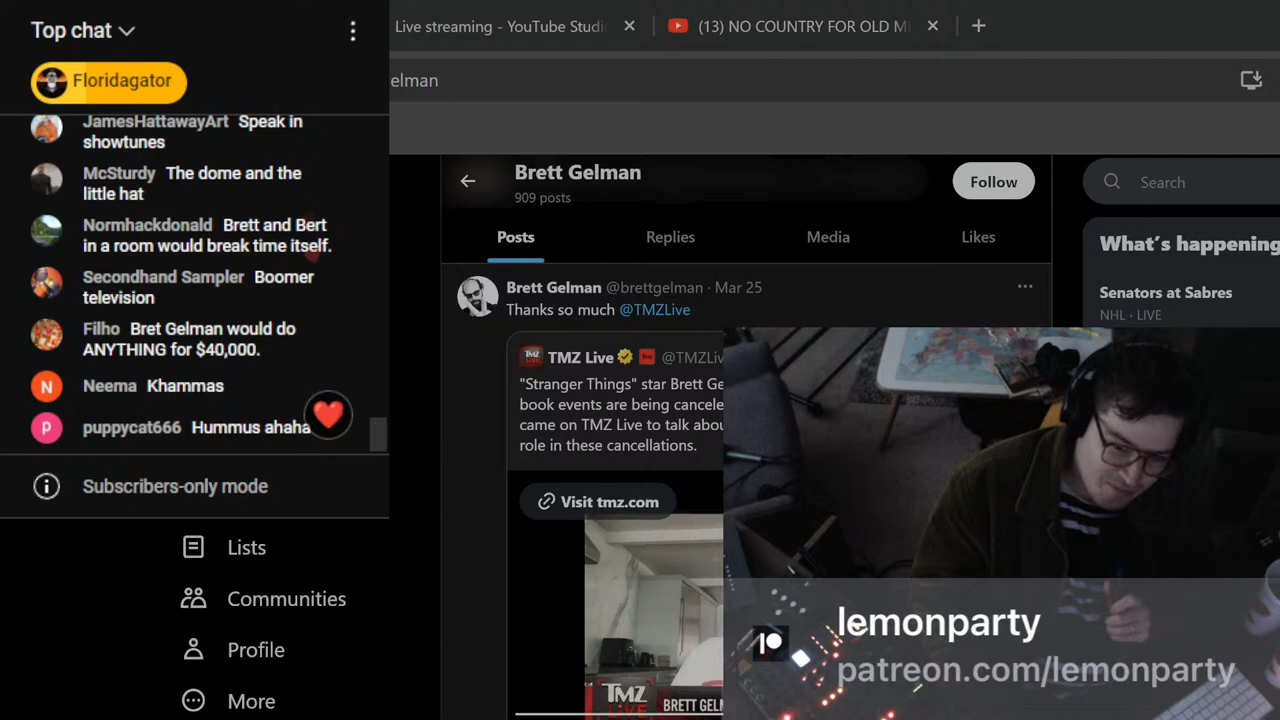 Top chat
Floridagator
JamesHattawayArt Speak in
showtunes
McSturdy The dome and the
little hat
Normhackdonald Brett and Bert
in a room would break time itself.
Secondhand Sampler Boomer
television
Filho Bret Gelman would do
ANYTHING for $40,000.
N
Neema Khammas
P
puppycat666 Hummus ahaha
Subscribers-only mode
Lists
Communities
Profile
More
Live streaming - YouTube Studi
(13) NO COUNTRY FOR OLD M
elman
Brett Gelman
909 posts
Follow
Posts
Replies
Media
Likes
Brett Gelman @brettgelman · Mar 25
Thanks so much @TMZLive
TMZ Live @TMZLiv
"Stranger Things" star Brett Ge
book events are being cancele
came on TMZ Live to talk abou
role in these cancellations.
Visit tmz.com
TMZ
LIVE
BRETT GELM
Search
What's happening
Senators at Sabres
NHL · LIVE
lemonparty
patreon.com/lemonparty